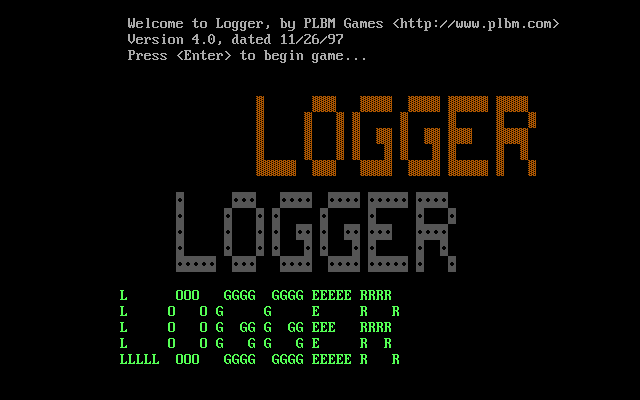 Welcome to Logger, by PLBM Games <http://www.plbm.com>
Version 4.0, dated 11/26/97
Press <Enter> to begin game...
LOGGER
LOGGER
L      OOO   GGGG  GGGG EEEEE RRRR
L     O   O G     G     E     R   R
L     O   O G  GG G  GG EEE   RRRR
L     O   O G   G G   G E     R  R
LLLLL  OOO   GGGG  GGGG EEEEE R   R